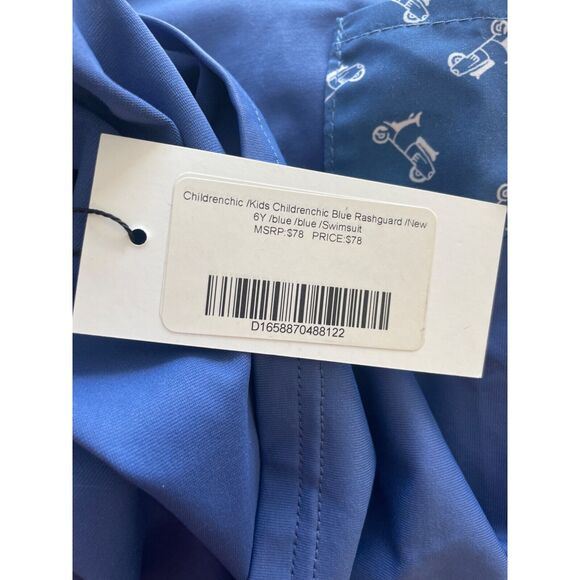 Childrenchic /Kids Childrenchic Blue Rashguard /New
6Y /blue /blue /Swimsuit
MSRP:$78 PRICE:$78
D1658870488122